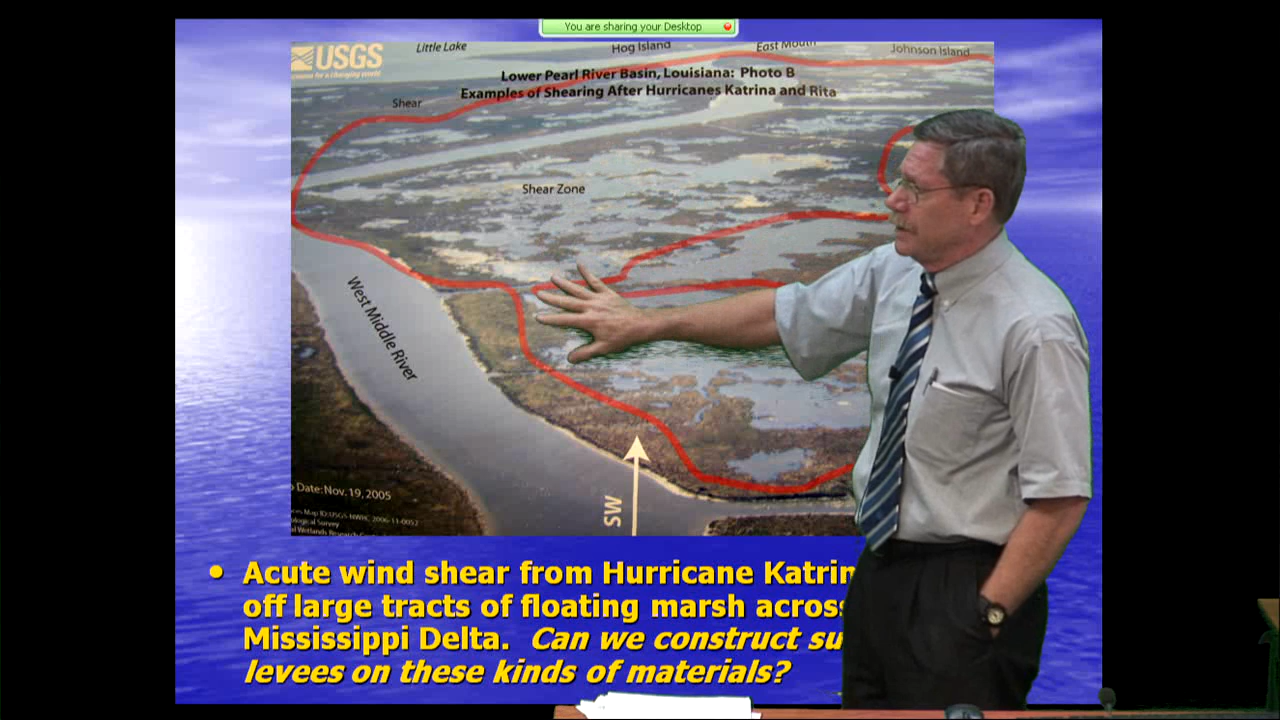 You are sharing your Desktop
USGS
Little Lake
Hog Island
East Mouth
Johnson Island
Lower Pearl River Basin, Louisiana: Photo B
Examples of Shearing After Hurricanes Katrina and Rita
Shear
Shear Zone
West Middle River
SW
Date: Nov. 19, 2005
• Acute wind shear from Hurricane Katrin
off large tracts of floating marsh across
Mississippi Delta. Can we construct su
levees on these kinds of materials?